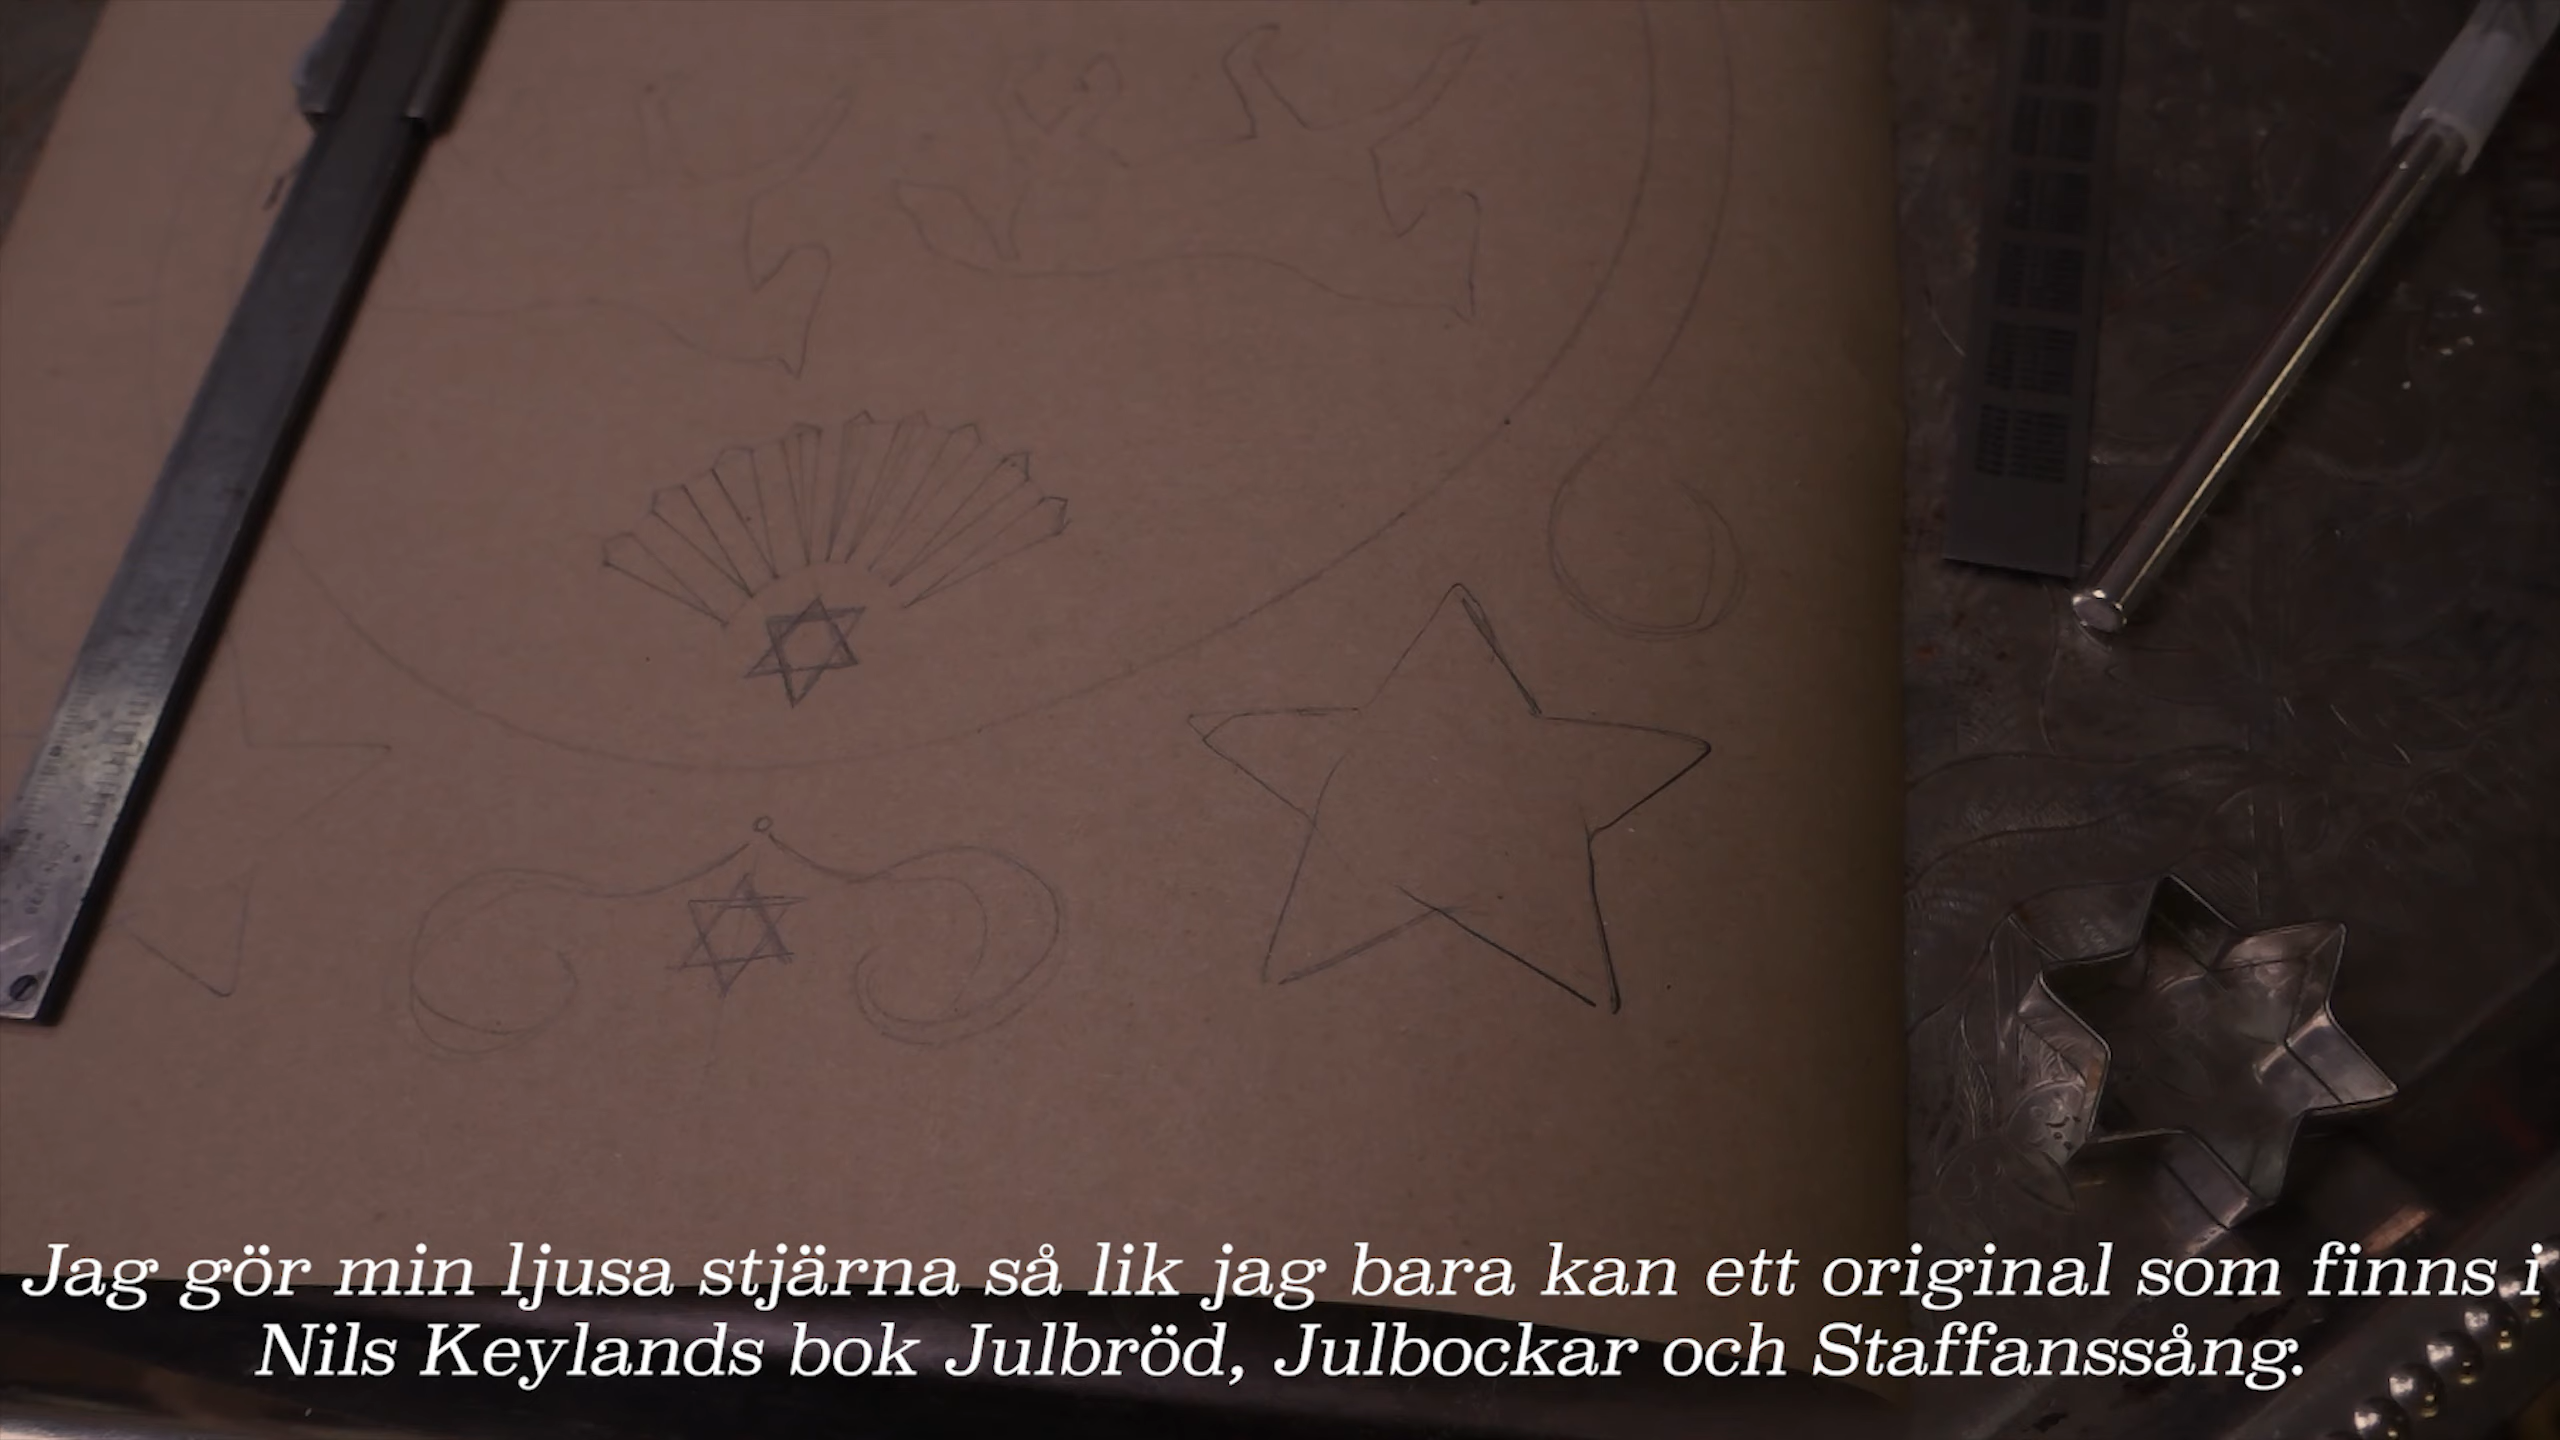 Jag gör min ljusa stjärna så lik jag bara kan ett original som finns i
Nils Keylands bok Julbröd, Julbockar och Staffanssång.